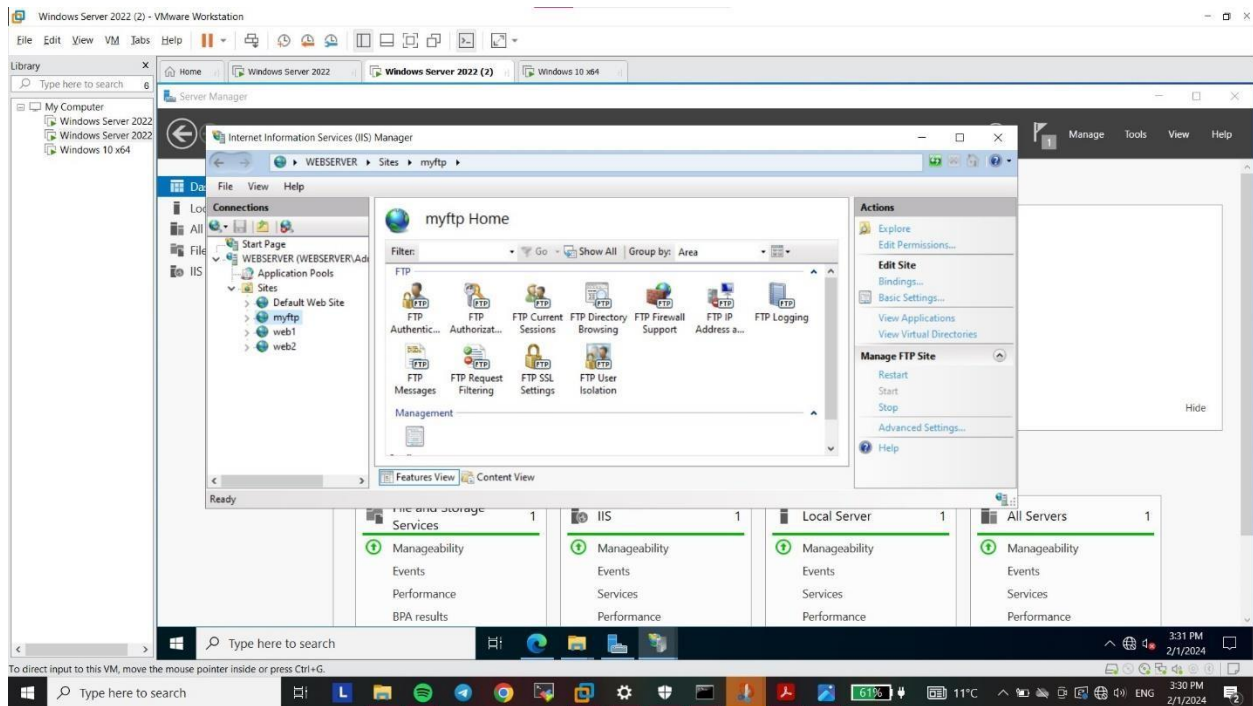 Windows Server 2022 (2) - VMware Workstation
File Edit View VM Tabs Help
Library
Type here to search 6
My Computer
Windows Server 2022
Windows Server 2022
Windows 10 x64
Home
Windows Server 2022
Windows Server 2022 (2)
Windows 10 x64
Server Manager
Manage Tools View Help
1
Internet Information Services (IIS) Manager
WEBSERVER Sites myftp
File View Help
Connections
Start Page
WEBSERVER (WEBSERVER\Ad
Application Pools
Sites
Default Web Site
myftp
web1
web2
myftp Home
Filter: Go Show All Group by: Area
FTP
FTP Authentic...
FTP Authorizat...
FTP Current Sessions
FTP Directory Browsing
FTP Firewall Support
FTP IP Address a...
FTP Logging
FTP Messages
FTP Request Filtering
FTP SSL Settings
FTP User Isolation
Management
Features View Content View
Ready
Actions
Explore
Edit Permissions...
Edit Site
Bindings...
Basic Settings...
View Applications
View Virtual Directories
Manage FTP Site
Restart
Start
Stop
Advanced Settings...
Help
Hide
File and Storage Services 1
Manageability
Events
Performance
BPA results
IIS 1
Manageability
Events
Services
Performance
Local Server 1
Manageability
Events
Services
Performance
All Servers 1
Manageability
Events
Services
Performance
Type here to search
3:31 PM
2/1/2024
To direct input to this VM, move the mouse pointer inside or press Ctrl+G.
Type here to search
61%
11°C
ENG
3:30 PM
2/1/2024
2